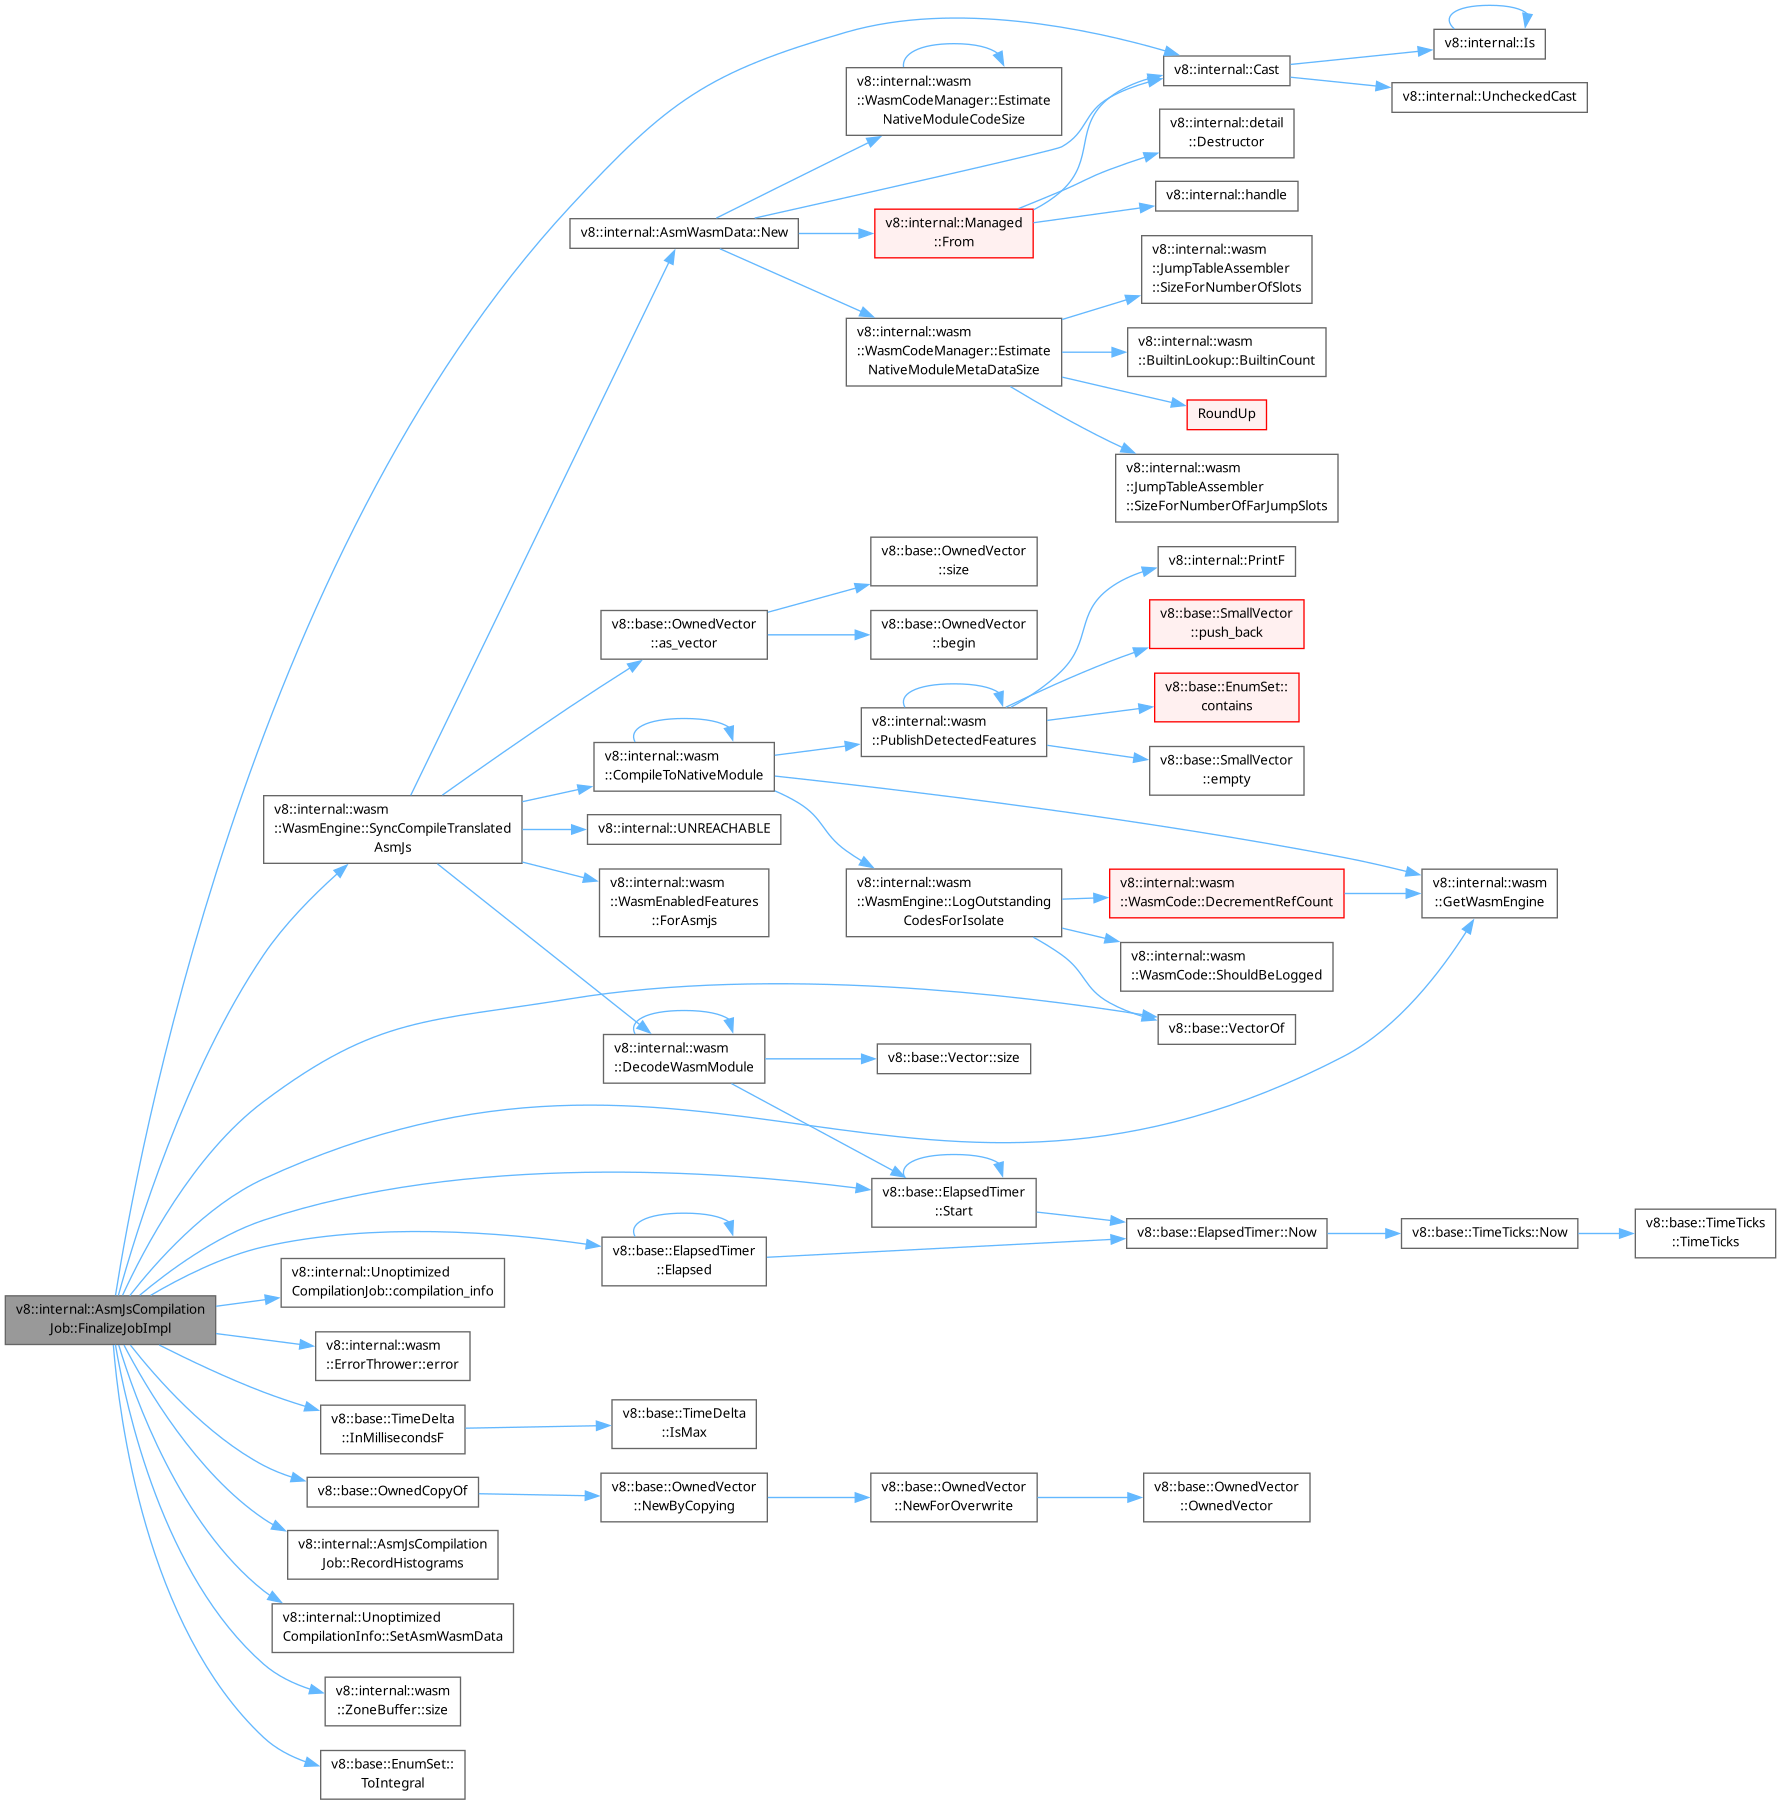 v8::internal::Is
v8::internal::Cast
v8::internal::UncheckedCast
v8::internal::wasm
::WasmCodeManager::Estimate
NativeModuleCodeSize
v8::internal::detail
::Destructor
v8::internal::handle
v8::internal::AsmWasmData::New
v8::internal::Managed
::From
v8::internal::wasm
::JumpTableAssembler
::SizeForNumberOfSlots
v8::internal::wasm
::WasmCodeManager::Estimate
NativeModuleMetaDataSize
v8::internal::wasm
::BuiltinLookup::BuiltinCount
RoundUp
v8::internal::wasm
::JumpTableAssembler
::SizeForNumberOfFarJumpSlots
v8::base::OwnedVector
::size
v8::internal::PrintF
v8::base::OwnedVector
::as_vector
v8::base::OwnedVector
::begin
v8::base::SmallVector
::push_back
v8::base::EnumSet::
contains
v8::internal::wasm
::PublishDetectedFeatures
v8::base::SmallVector
::empty
v8::internal::wasm
::CompileToNativeModule
v8::internal::wasm
::WasmEngine::SyncCompileTranslated
AsmJs
v8::internal::UNREACHABLE
v8::internal::wasm
::WasmEnabledFeatures
::ForAsmjs
v8::internal::wasm
::WasmEngine::LogOutstanding
CodesForIsolate
v8::internal::wasm
::WasmCode::DecrementRefCount
v8::internal::wasm
::GetWasmEngine
v8::internal::wasm
::WasmCode::ShouldBeLogged
v8::base::VectorOf
v8::internal::wasm
::DecodeWasmModule
v8::base::Vector::size
v8::base::ElapsedTimer
::Start
v8::base::ElapsedTimer::Now
v8::base::TimeTicks::Now
v8::base::TimeTicks
::TimeTicks
v8::base::ElapsedTimer
::Elapsed
v8::internal::Unoptimized
CompilationJob::compilation_info
v8::internal::AsmJsCompilation
Job::FinalizeJobImpl
v8::internal::wasm
::ErrorThrower::error
v8::base::TimeDelta
::InMillisecondsF
v8::base::TimeDelta
::IsMax
v8::base::OwnedCopyOf
v8::base::OwnedVector
::NewByCopying
v8::base::OwnedVector
::NewForOverwrite
v8::base::OwnedVector
::OwnedVector
v8::internal::AsmJsCompilation
Job::RecordHistograms
v8::internal::Unoptimized
CompilationInfo::SetAsmWasmData
v8::internal::wasm
::ZoneBuffer::size
v8::base::EnumSet::
ToIntegral